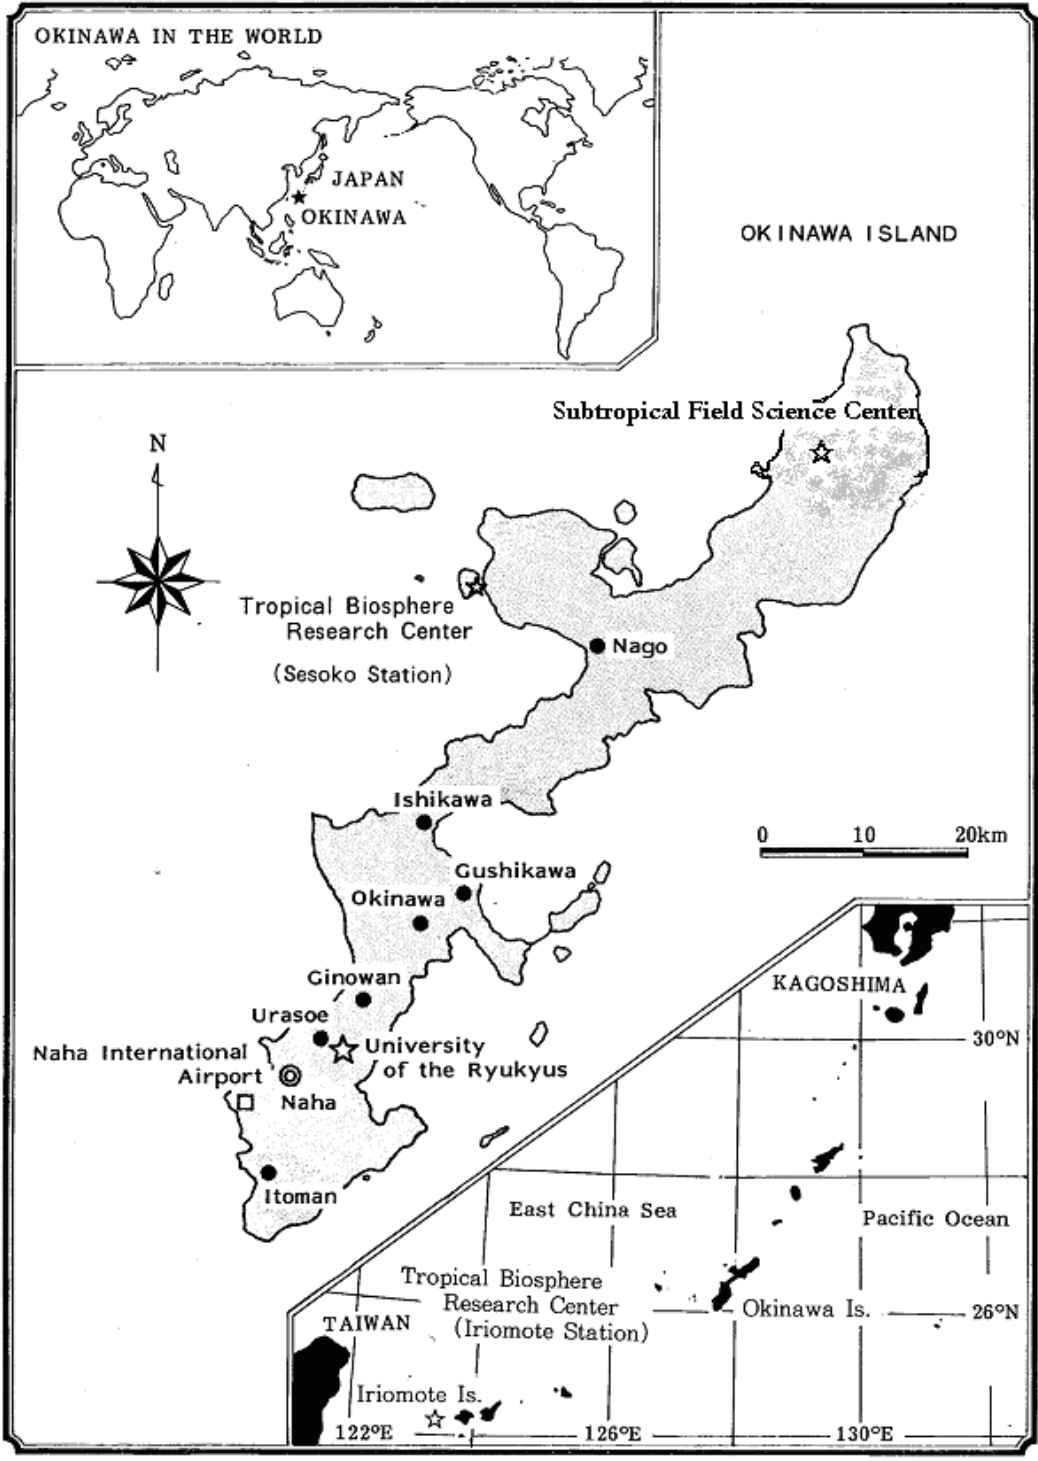 OKINAWA IN THE WORLD
JAPAN
OKINAWA
OKINAWA ISLAND
Subtropical Field Science Center
N
Tropical Biosphere
Research Center
(Sesoko Station)
Nago
Ishikawa
0 10 20km
Gushikawa
Okinawa
Ginowan
Urasoe
Naha International
Airport
University
of the Ryukyus
Naha
Itoman
KAGOSHIMA
30°N
East China Sea
Pacific Ocean
Tropical Biosphere
Research Center
(Iriomote Station)
Okinawa Is.
26°N
TAIWAN
Iriomote Is.
122°E
126°E
130°E